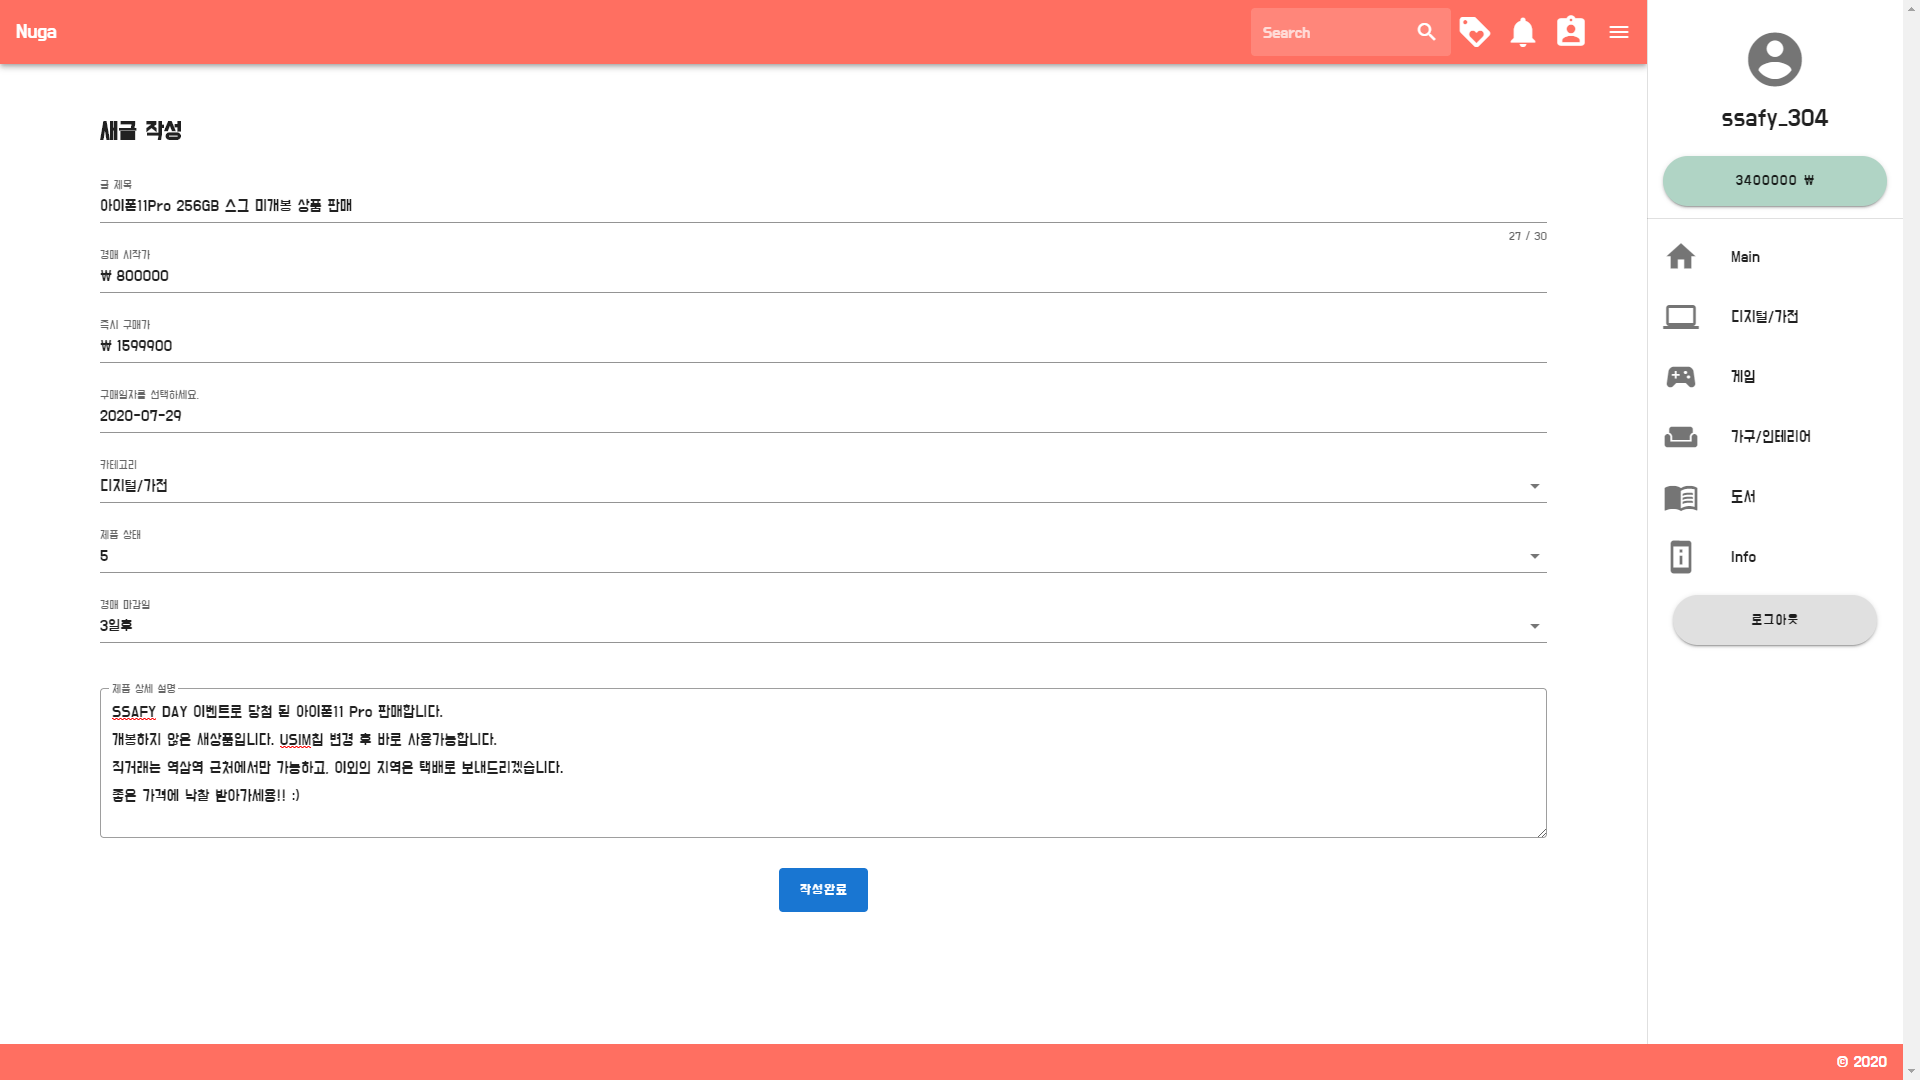 Nuga
Search
새글 작성
글 제목
아이폰11Pro 256GB 스그 미개봉 상품 판매
27 / 30
경매 시작가
₩ 800000
즉시 구매가
₩ 1599900
구매일자를 선택하세요.
2020-07-29
카테고리
디지털/가전
제품 상태
5
경매 마감일
3일후
제품 상세 설명
SSAFY DAY 이벤트로 당첨 된 아이폰11 Pro 판매합니다.
개봉하지 않은 새상품입니다. USIM칩 변경 후 바로 사용가능합니다.
직거래는 역삼역 근처에서만 가능하고, 이외의 지역은 택배로 보내드리겠습니다.
좋은 가격에 낙찰 받아가세용!! :)
작성완료
ssafy_304
3400000 ₩
Main
디지털/가전
게임
가구/인테리어
도서
Info
로그아웃
© 2020